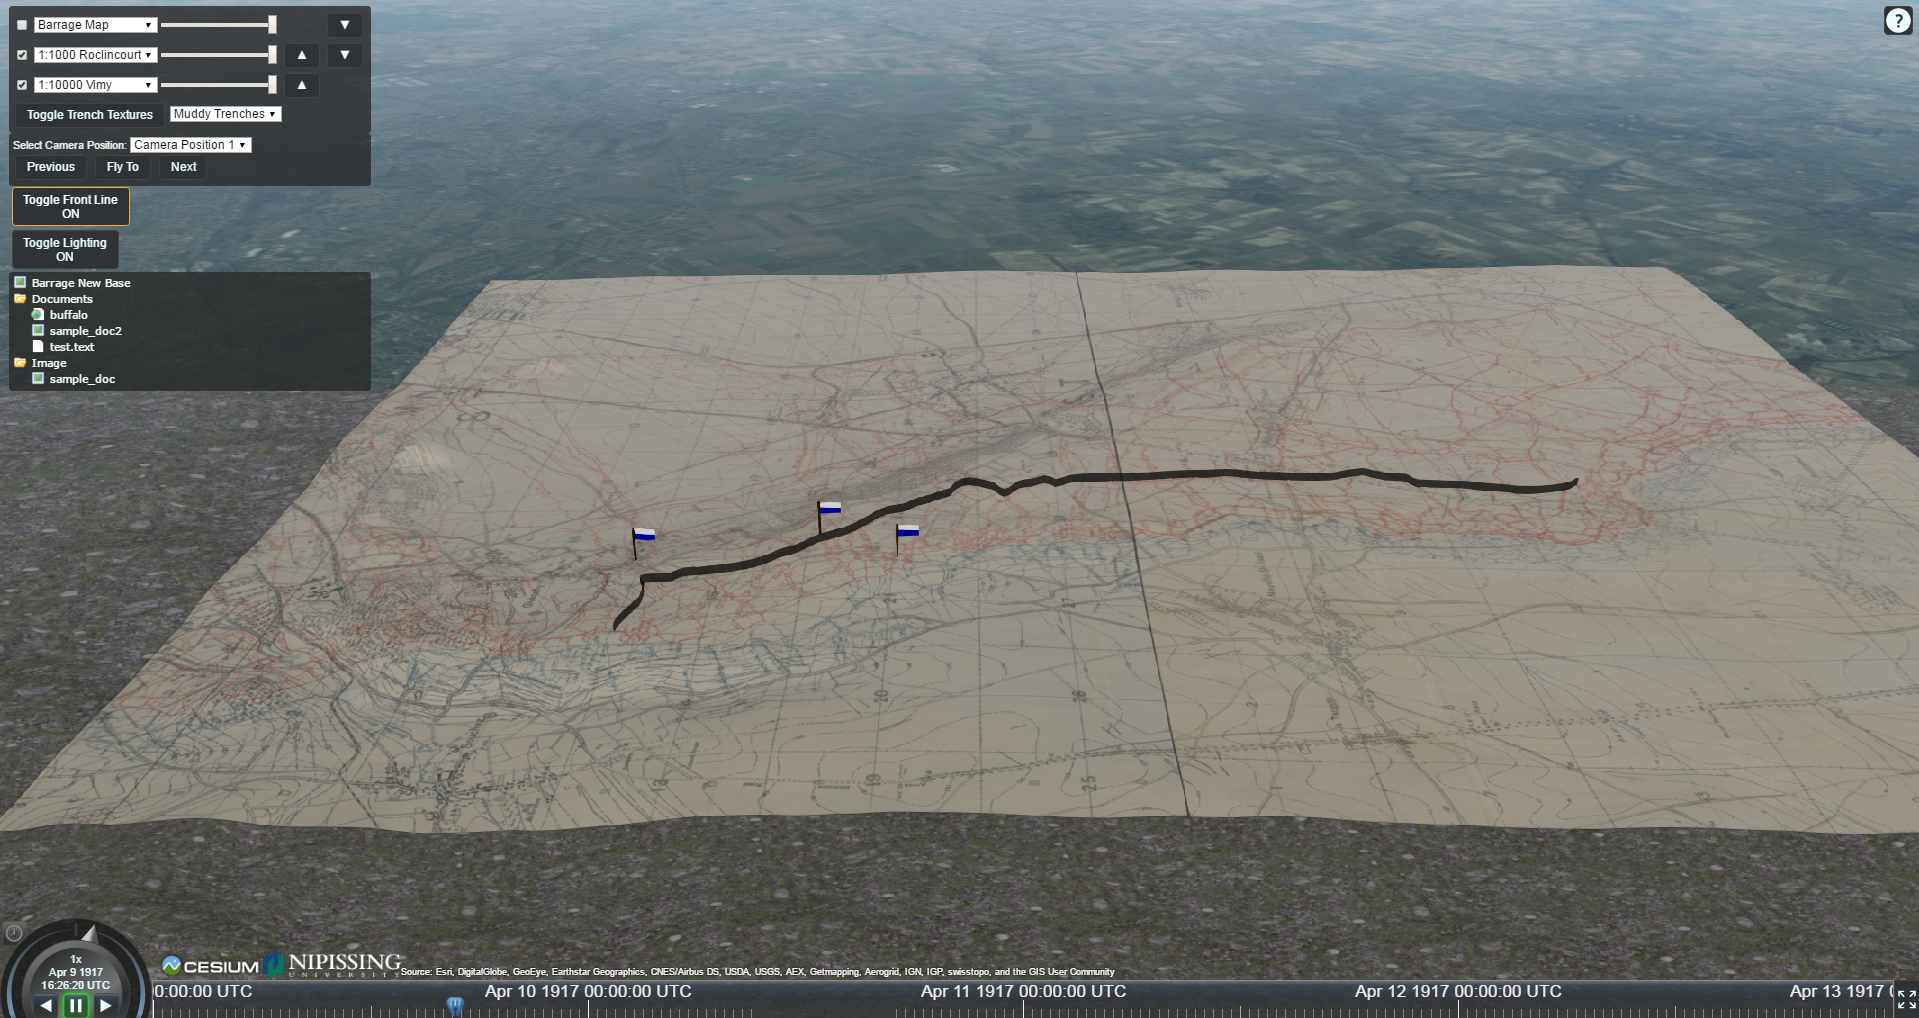 Barrage Map
?
1:1000 Roclincourt
1:10000 Vimy
Toggle Trench Textures Muddy Trenches
Select Camera Position: Camera Position 1
Previous Fly To Next
Toggle Front Line
ON
Toggle Lighting
ON
Barrage New Base
Documents
buffalo
sample_doc2
test.text
Image
sample_doc
20
26
19
25
1x
Apr 9 1917
16:26:20 UTC
CESIUM NIPISSING
UNIVERSITY
Source: Esri, DigitalGlobe, GeoEye, Earthstar Geographics, CNES/Airbus DS, USDA, USGS, AEX, Getmapping, Aerogrid, IGN, IGP, swisstopo, and the GIS User Community
0:00:00 UTC Apr 10 1917 00:00:00 UTC Apr 11 1917 00:00:00 UTC Apr 12 1917 00:00:00 UTC Apr 13 1917